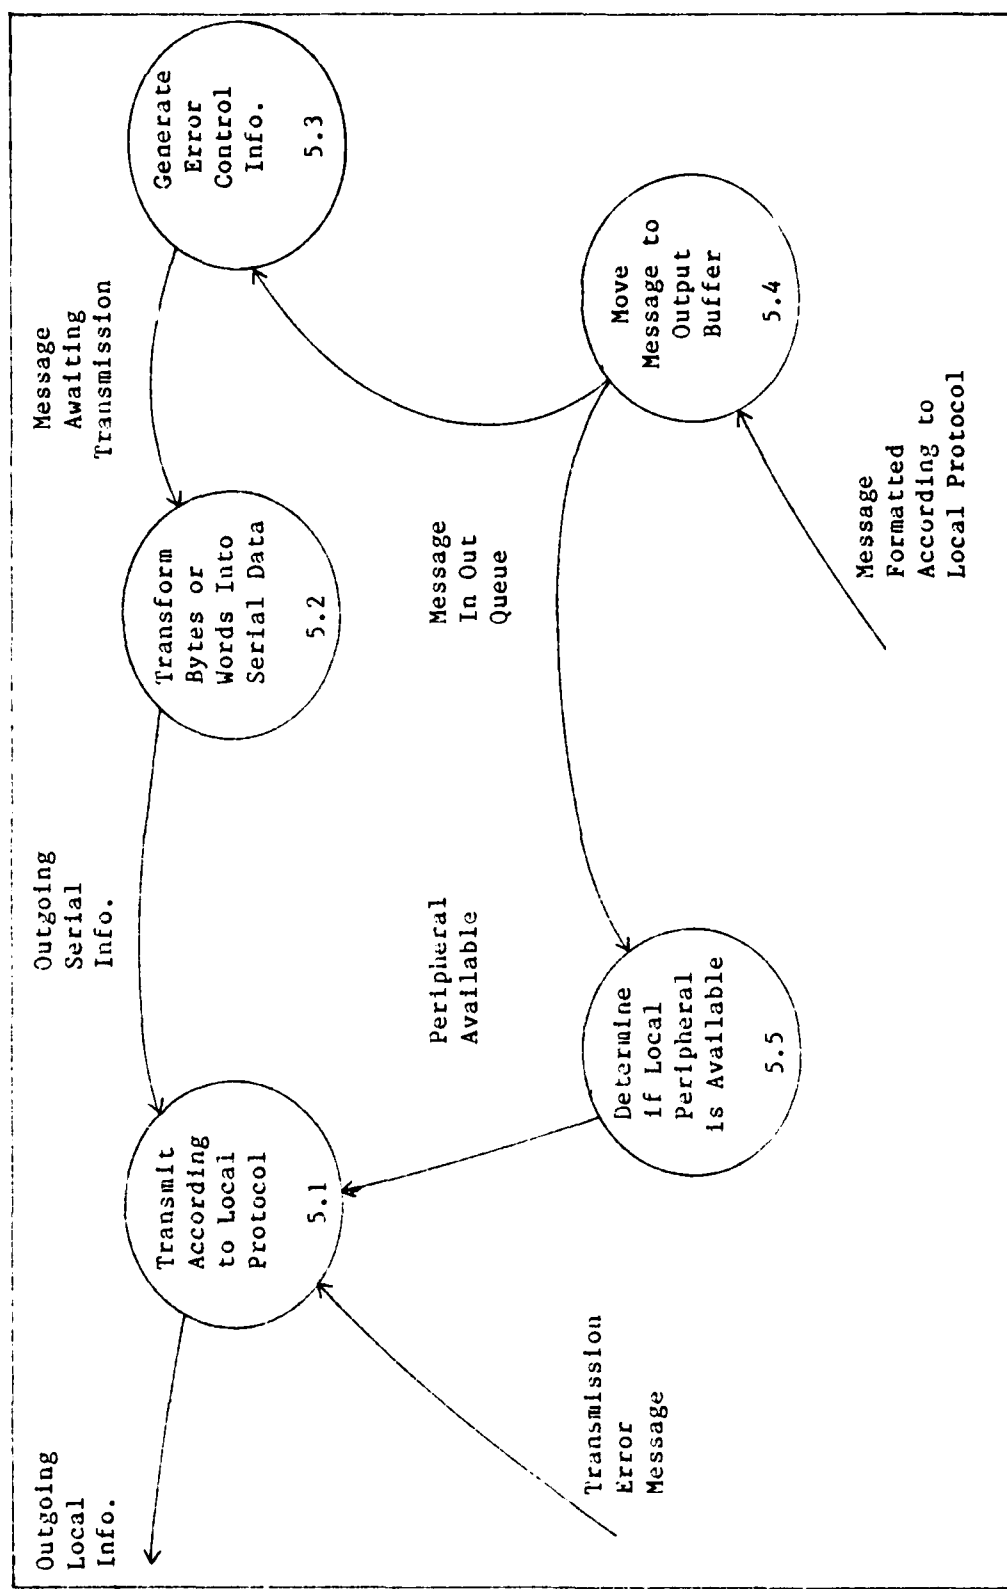 Outgoing
Local
Info.
Outgoing
Serial
Info.
Message
Awaiting
Transmission
Transmit
According
to Local
Protocol
5.1
Transform
Bytes or
Words Into
Serial Data
5.2
Generate
Error
Control
Info.
5.3
Peripheral
Available
Message
In Out
Queue
Transmission
Error
Message
Determine
if Local
Peripheral
is Available
5.5
Move
Message to
Output
Buffer
5.4
Message
Formatted
According to
Local Protocol